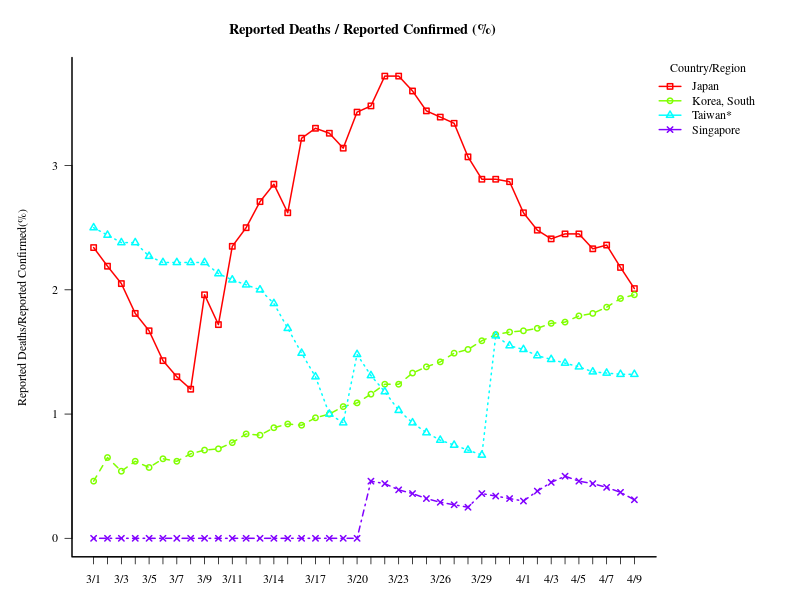 Reported Deaths / Reported Confirmed (%)
Country/Region
Japan
Korea, South
Taiwan*
Singapore
Reported Deaths/Reported Confirmed(%)
3
2
1
0
3/1 3/3 3/5 3/7 3/9 3/11 3/14 3/17 3/20 3/23 3/26 3/29 4/1 4/3 4/5 4/7 4/9